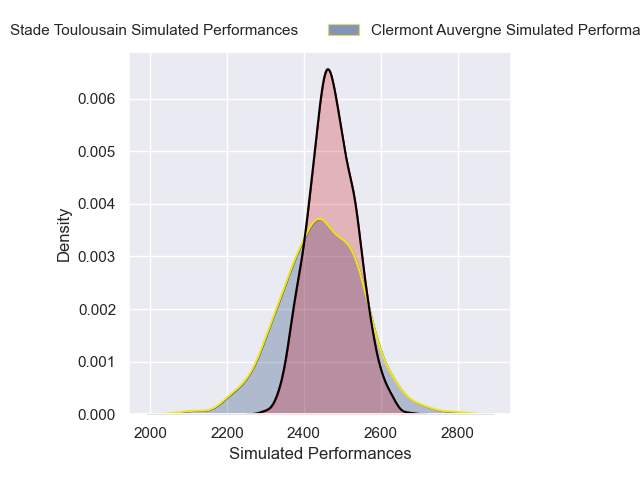 Stade Toulousain Simulated Performances Clermont Auvergne Simulated Performa
0.006
0.005
0.004
0.003
0.002
0.001
0.000
Density
2000 2200 2400 2600 2800
Simulated Performances